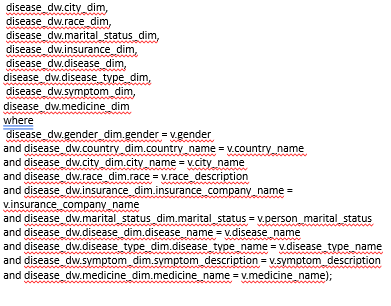 disease_dw.city_dim,
disease_dw.race_dim,
disease_dw.marital_status_dim,
disease_dw.insurance_dim,
disease_dw.disease_dim,
disease_dw.disease_type_dim,
disease_dw.symptom_dim,
disease_dw.medicine_dim
where
disease_dw.gender_dim.gender = v.gender
and disease_dw.country_dim.country_name = v.country_name
and disease_dw.city_dim.city_name = v.city_name
and disease_dw.race_dim.race = v.race_description
and disease_dw.insurance_dim.insurance_company_name =
v.insurance_company_name
and disease_dw.marital_status_dim.marital_status = v.person_marital_status
and disease_dw.disease_dim.disease_name = v.disease_name
and disease_dw.disease_type_dim.disease_type_name = v.disease_type_name
and disease_dw.symptom_dim.symptom_description = v.symptom_description
and disease_dw.medicine_dim.medicine_name = v.medicine_name);